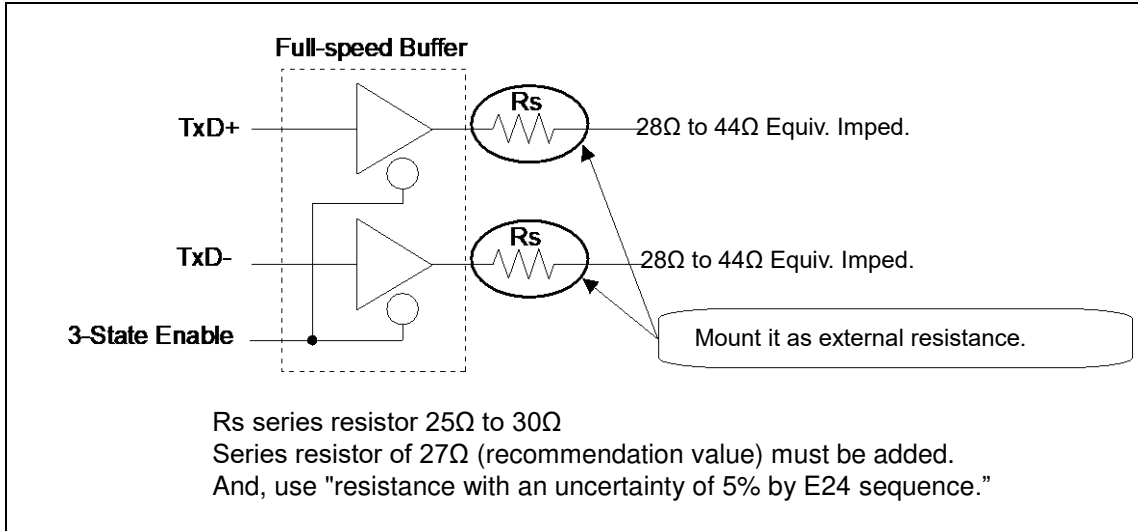 Full-speed Buffer
Rs
TxD+
28Ω to 44Ω Equiv. Imped.
Rs
TxD-
28Ω to 44Ω Equiv. Imped.
3-State Enable
Mount it as external resistance.
Rs series resistor 25Ω to 30Ω
Series resistor of 27Ω (recommendation value) must be added.
And, use "resistance with an uncertainty of 5% by E24 sequence.”